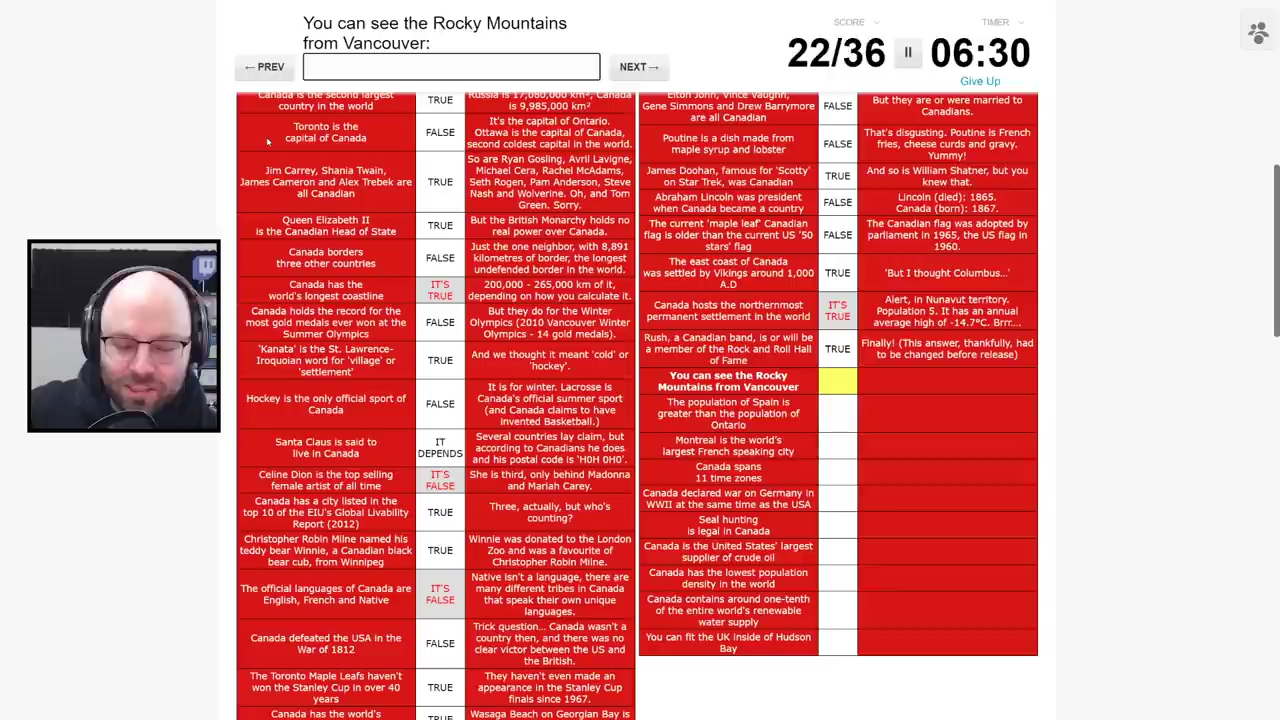 You can see the Rocky Mountains
from Vancouver:
SCORE
TIMER
22/36
06:30
Give Up
← PREV
NEXT →
Canada is the second largest
country in the world
TRUE
Russia is 17,080,000 km², Canada
is 9,985,000 km²
Toronto is the
capital of Canada
FALSE
It's the capital of Ontario.
Ottawa is the capital of Canada,
second coldest capital in the world.
Jim Carrey, Shania Twain,
James Cameron and Alex Trebek are
all Canadian
TRUE
So are Ryan Gosling, Avril Lavigne,
Michael Cera, Rachel McAdams,
Seth Rogen, Pam Anderson, Steve
Nash and Wolverine. Oh, and Tom
Green. Sorry.
Queen Elizabeth II
is the Canadian Head of State
TRUE
But the British Monarchy holds no
real power over Canada.
Canada borders
three other countries
FALSE
Just the one neighbor, with 8,891
kilometres of border, the longest
undefended border in the world.
Canada has the
world's longest coastline
IT'S
TRUE
200,000 - 265,000 km of it,
depending on how you calculate it.
Canada holds the record for the
most gold medals ever won at the
Summer Olympics
FALSE
But they do for the Winter
Olympics (2010 Vancouver Winter
Olympics - 14 gold medals).
'Kanata' is the St. Lawrence-
Iroquoian word for 'village' or
'settlement'
TRUE
And we thought it meant 'cold' or
'hockey'.
Hockey is the only official sport of
Canada
FALSE
It is for winter. Lacrosse is
Canada's official summer sport
(and Canada claims to have
invented Basketball.)
Santa Claus is said to
live in Canada
IT
DEPENDS
Several countries lay claim, but
according to Canadians he does
and his postal code is 'H0H 0H0'.
Celine Dion is the top selling
female artist of all time
IT'S
FALSE
She is third, only behind Madonna
and Mariah Carey.
Canada has a city listed in the
top 10 of the EIU's Global Livability
Report (2012)
TRUE
Three, actually, but who's
counting?
Christopher Robin Milne named his
teddy bear Winnie, a Canadian black
bear cub, from Winnipeg
TRUE
Winnie was donated to the London
Zoo and was a favourite of
Christopher Robin Milne.
The official languages of Canada are
English, French and Native
IT'S
FALSE
Native isn't a language, there are
many different tribes in Canada
that speak their own unique
languages.
Canada defeated the USA in the
War of 1812
FALSE
Trick question... Canada wasn't a
country then, and there was no
clear victor between the US and
the British.
The Toronto Maple Leafs haven't
won the Stanley Cup in over 40
years
TRUE
They haven't even made an
appearance in the Stanley Cup
finals since 1967.
Canada has the world's
TRUE
Wasaga Beach on Georgian Bay is
Elton John, Vince Vaughn,
Gene Simmons and Drew Barrymore
are all Canadian
FALSE
But they are or were married to
Canadians.
Poutine is a dish made from
maple syrup and lobster
FALSE
That's disgusting. Poutine is French
fries, cheese curds and gravy.
Yummy!
James Doohan, famous for 'Scotty'
on Star Trek, was Canadian
TRUE
And so is William Shatner, but you
knew that.
Abraham Lincoln was president
when Canada became a country
FALSE
Lincoln (died): 1865.
Canada (born): 1867.
The current 'maple leaf' Canadian
flag is older than the current US '50
stars' flag
FALSE
The Canadian flag was adopted by
parliament in 1965, the US flag in
1960.
The east coast of Canada
was settled by Vikings around 1,000
A.D
TRUE
'But I thought Columbus...'
Canada hosts the northernmost
permanent settlement in the world
IT'S
TRUE
Alert, in Nunavut territory.
Population 5. It has an annual
average high of -14.7°C. Brrr....
Rush, a Canadian band, is or will be
a member of the Rock and Roll Hall
of Fame
TRUE
Finally! (This answer, thankfully, had
to be changed before release)
You can see the Rocky
Mountains from Vancouver
The population of Spain is
greater than the population of
Ontario
Montreal is the world's
largest French speaking city
Canada spans
11 time zones
Canada declared war on Germany in
WWII at the same time as the USA
Seal hunting
is legal in Canada
Canada is the United States' largest
supplier of crude oil
Canada has the lowest population
density in the world
Canada contains around one-tenth
of the entire world's renewable
water supply
You can fit the UK inside of Hudson
Bay